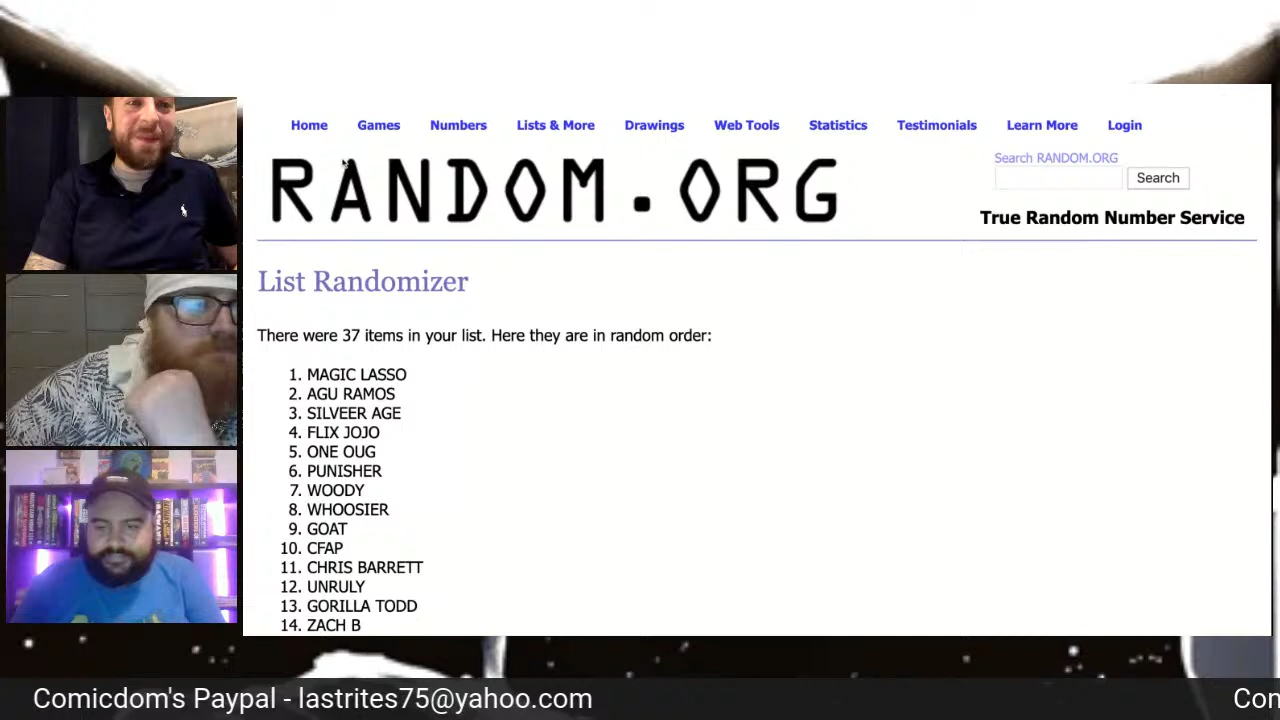 Home Games Numbers Lists & More Drawings Web Tools Statistics Testimonials Learn More Login
RANDOM.ORG
Search RANDOM.ORG
Search
True Random Number Service
List Randomizer
There were 37 items in your list. Here they are in random order:
1. MAGIC LASSO
2. AGU RAMOS
3. SILVEER AGE
4. FLIX JOJO
5. ONE OUG
6. PUNISHER
7. WOODY
8. WHOOSIER
9. GOAT
10. CFAP
11. CHRIS BARRETT
12. UNRULY
13. GORILLA TODD
14. ZACH B
Comicdom's Paypal - lastrites75@yahoo.com Con